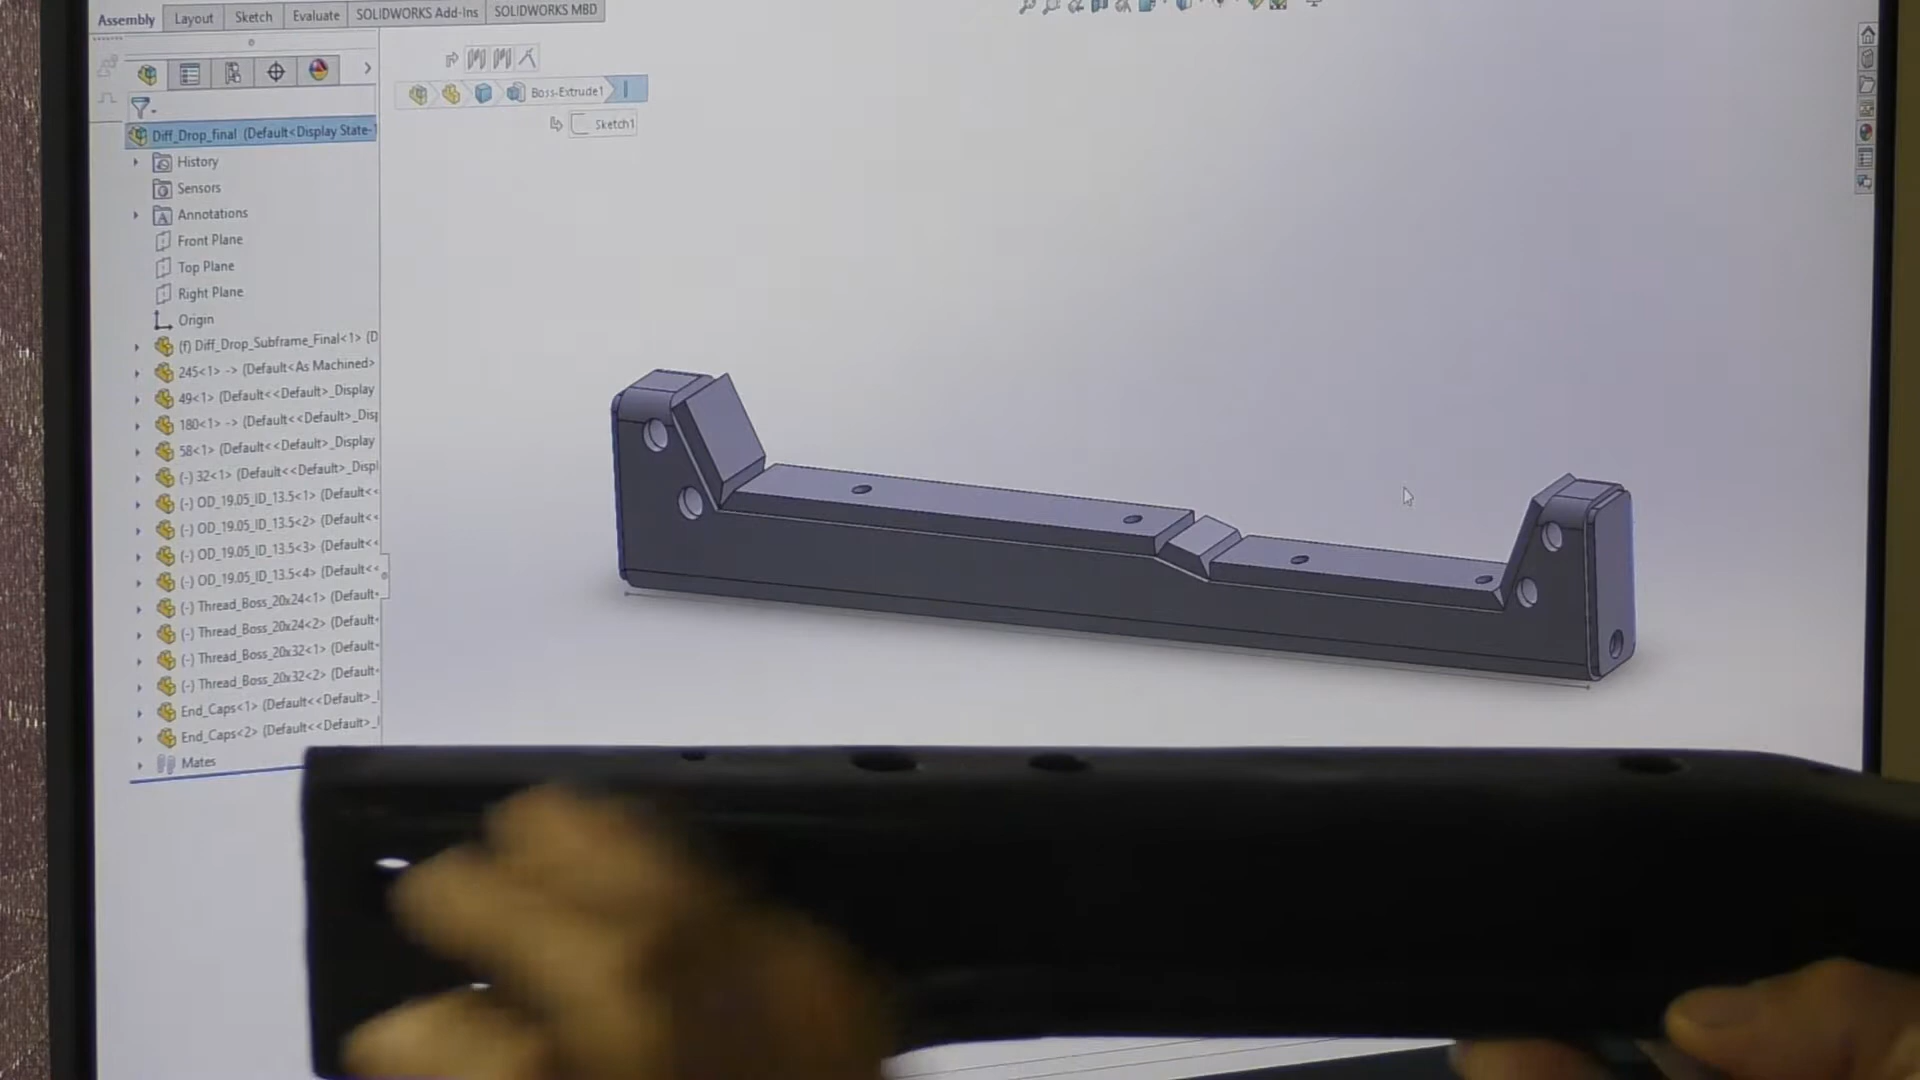 Assembly Layout Sketch Evaluate SOLIDWORKS Add-Ins SOLIDWORKS MBD
Boss-Extrude1
Sketch1
Diff_Drop_final (Default<Display State-1
History
Sensors
Annotations
Front Plane
Top Plane
Right Plane
Origin
(f) Diff_Drop_Subframe_Final<1> (D
245<1> -> (Default<As Machined>
49<1> (Default<<Default>_Display
180<1> -> (Default<<Default>_Disp
58<1> (Default<<Default>_Display
(-) 32<1> (Default<<Default>_Displ
(-) OD_19.05_ID_13.5<1> (Default<<
(-) OD_19.05_ID_13.5<2> (Default<<
(-) OD_19.05_ID_13.5<3> (Default<<
(-) OD_19.05_ID_13.5<4> (Default<<
(-) Thread_Boss_20x24<1> (Default<
(-) Thread_Boss_20x24<2> (Default<
(-) Thread_Boss_20x32<1> (Default<
(-) Thread_Boss_20x32<2> (Default<
End_Caps<1> (Default<<Default>_
End_Caps<2> (Default<<Default>_
Mates